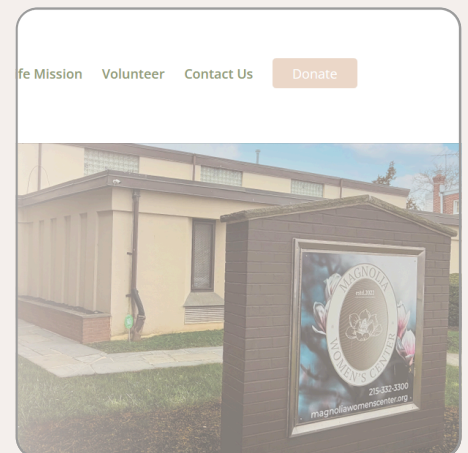 fe Mission Volunteer Contact Us Donate
MAGNOLIA
WOMEN'S CENTER
215-332-3300
magnoliawomenscenter.org